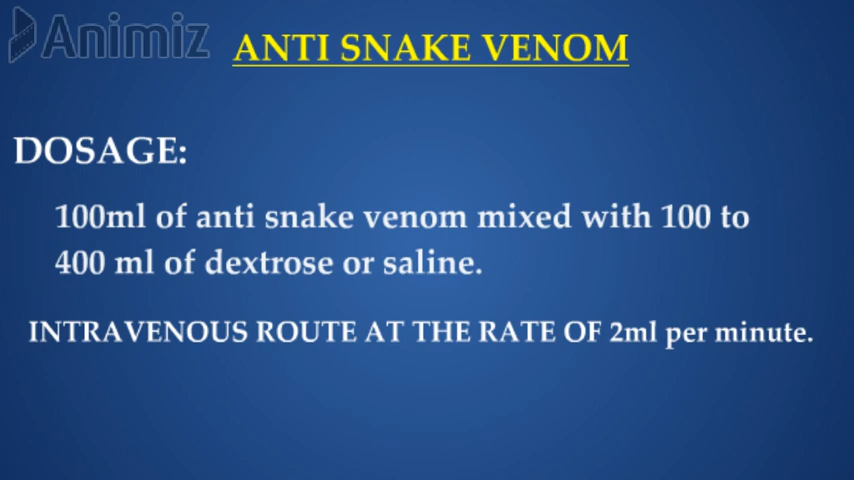 Animiz
ANTI SNAKE VENOM
DOSAGE:
100ml of anti snake venom mixed with 100 to
400 ml of dextrose or saline.
INTRAVENOUS ROUTE AT THE RATE OF 2ml per minute.